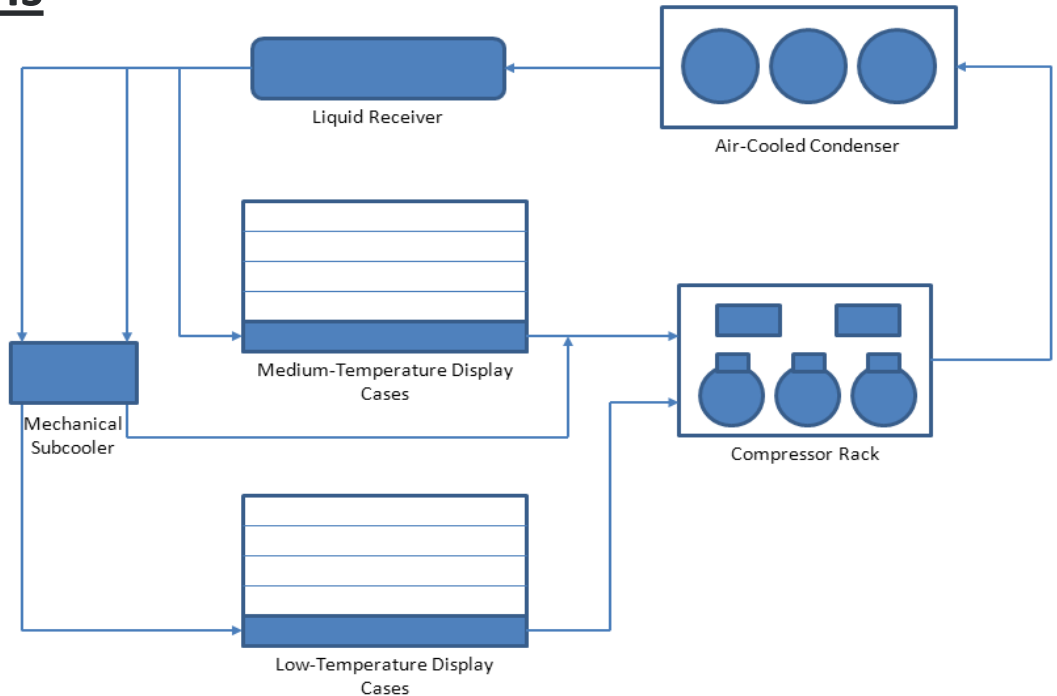 Liquid Receiver
Air-Cooled Condenser
Medium-Temperature Display
Cases
Mechanical
Subcooler
Compressor Rack
Low-Temperature Display
Cases